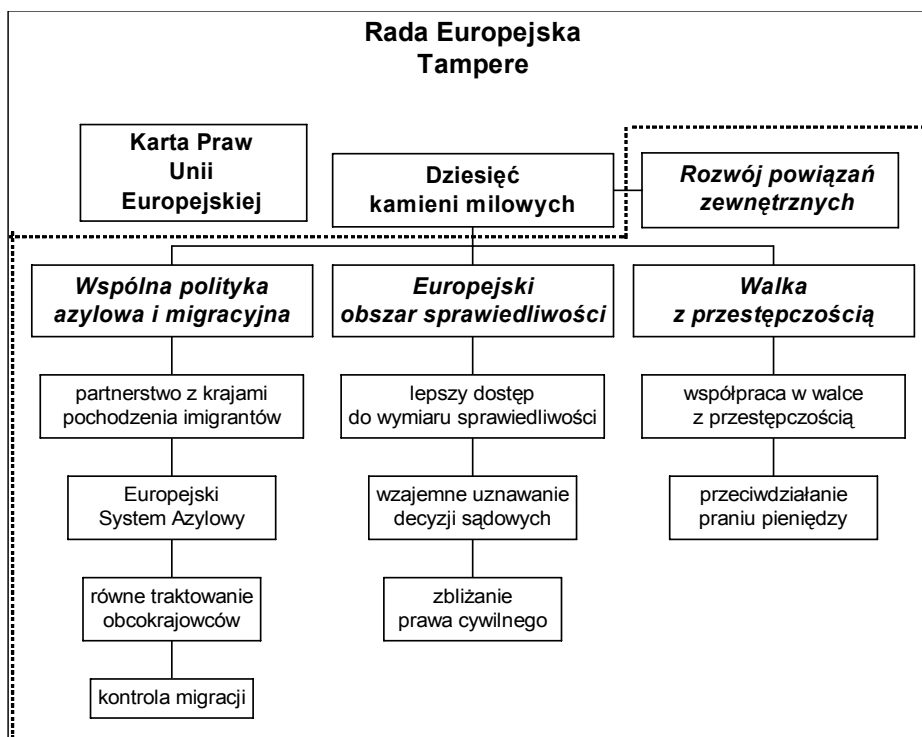 Rada Europejska
Tampere
Karta Praw
Unii
Europejskiej
Dziesięć
kamieni milowych
Rozwój powiązań
zewnętrznych
Wspólna polityka
azylowa i migracyjna
Europejski
obszar sprawiedliwości
Walka
z przestępczością
partnerstwo z krajami
pochodzenia imigrantów
lepszy dostęp
do wymiaru sprawiedliwości
współpraca w walce
z przestępczością
Europejski
System Azylowy
wzajemne uznawanie
decyzji sądowych
przeciwdziałanie
praniu pieniędzy
równe traktowanie
obcokrajowców
zbliżanie
prawa cywilnego
kontrola migracji